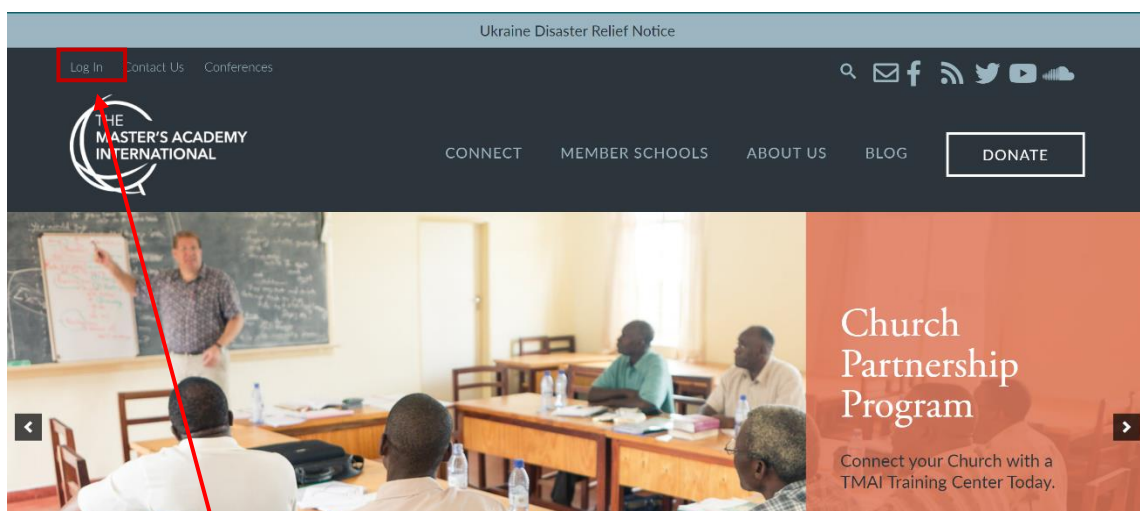 Ukraine Disaster Relief Notice
Log In Contact Us Conferences
THE
MASTER'S ACADEMY
INTERNATIONAL
CONNECT MEMBER SCHOOLS ABOUT US BLOG DONATE
Church
Partnership
Program
Connect your Church with a
TMAI Training Center Today.